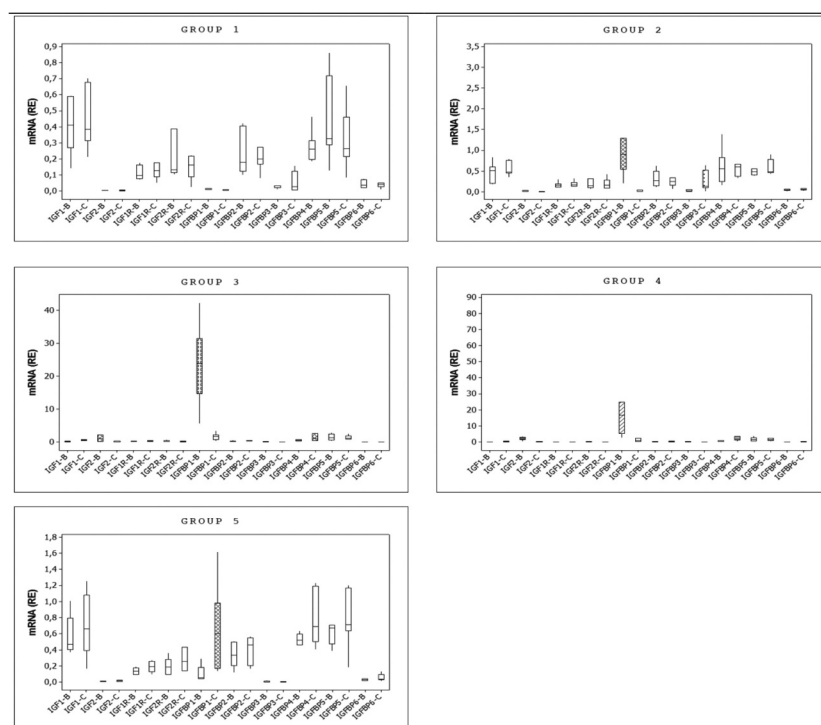 GROUP 1
mRNA (RE)
0,9
0,8
0,7
0,6
0,5
0,4
0,3
0,2
0,1
0,0
IGF1-B
IGF1-C
IGF2-B
IGF2-C
IGF1R-B
IGF1R-C
IGF2R-B
IGF2R-C
IGFBP1-B
IGFBP1-C
IGFBP2-B
IGFBP2-C
IGFBP3-B
IGFBP3-C
IGFBP4-B
IGFBP5-B
IGFBP5-C
IGFBP6-B
IGFBP6-C
GROUP 2
mRNA (RE)
3,5
3,0
2,5
2,0
1,5
1,0
0,5
0,0
IGF1-B
IGF1-C
IGF2-B
IGF2-C
IGF1R-B
IGF1R-C
IGF2R-B
IGF2R-C
IGFBP1-B
IGFBP1-C
IGFBP2-B
IGFBP2-C
IGFBP3-B
IGFBP3-C
IGFBP4-B
IGFBP4-C
IGFBP5-B
IGFBP5-C
IGFBP6-B
IGFBP6-C
GROUP 3
mRNA (RE)
40
30
20
10
0
IGF1-B
IGF1-C
IGF2-B
IGF2-C
IGF1R-B
IGF1R-C
IGF2R-B
IGF2R-C
IGFBP1-B
IGFBP1-C
IGFBP2-B
IGFBP2-C
IGFBP3-B
IGFBP3-C
IGFBP4-B
IGFBP4-C
IGFBP5-B
IGFBP5-C
IGFBP6-B
IGFBP6-C
GROUP 4
mRNA (RE)
90
80
70
60
50
40
30
20
10
0
IGF1-B
IGF1-C
IGF2-B
IGF2-C
IGF1R-B
IGF1R-C
IGF2R-B
IGF2R-C
IGFBP1-B
IGFBP1-C
IGFBP2-B
IGFBP2-C
IGFBP3-B
IGFBP3-C
IGFBP4-B
IGFBP4-C
IGFBP5-B
IGFBP5-C
IGFBP6-B
IGFBP6-C
GROUP 5
mRNA (RE)
1,8
1,6
1,4
1,2
1,0
0,8
0,6
0,4
0,2
0,0
IGF1-B
IGF1-C
IGF2-B
IGF2-C
IGF1R-B
IGF1R-C
IGF2R-B
IGF2R-C
IGFBP1-B
IGFBP1-C
IGFBP2-B
IGFBP2-C
IGFBP3-B
IGFBP3-C
IGFBP4-B
IGFBP4-C
IGFBP5-B
IGFBP5-C
IGFBP6-B
IGFBP6-C